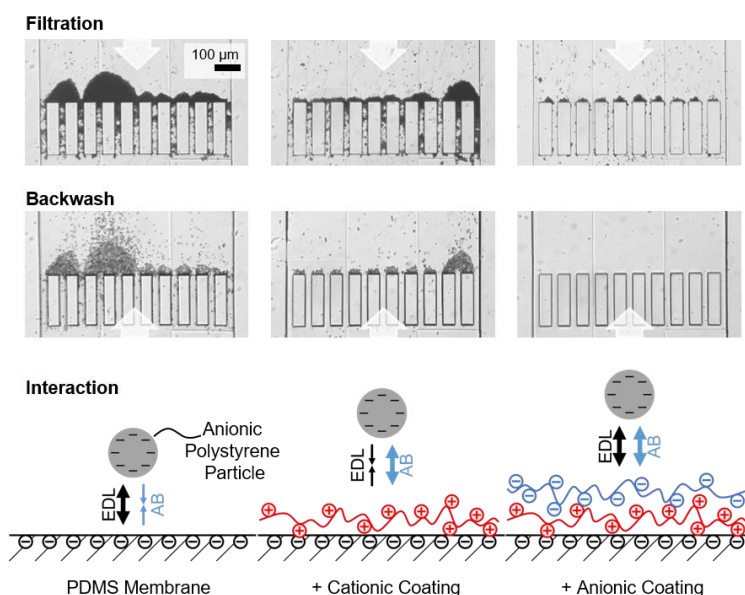 Filtration
100 µm
Backwash
Interaction
Anionic
Polystyrene
Particle
EDL
AB
EDL
AB
EDL
AB
PDMS Membrane
+ Cationic Coating
+ Anionic Coating